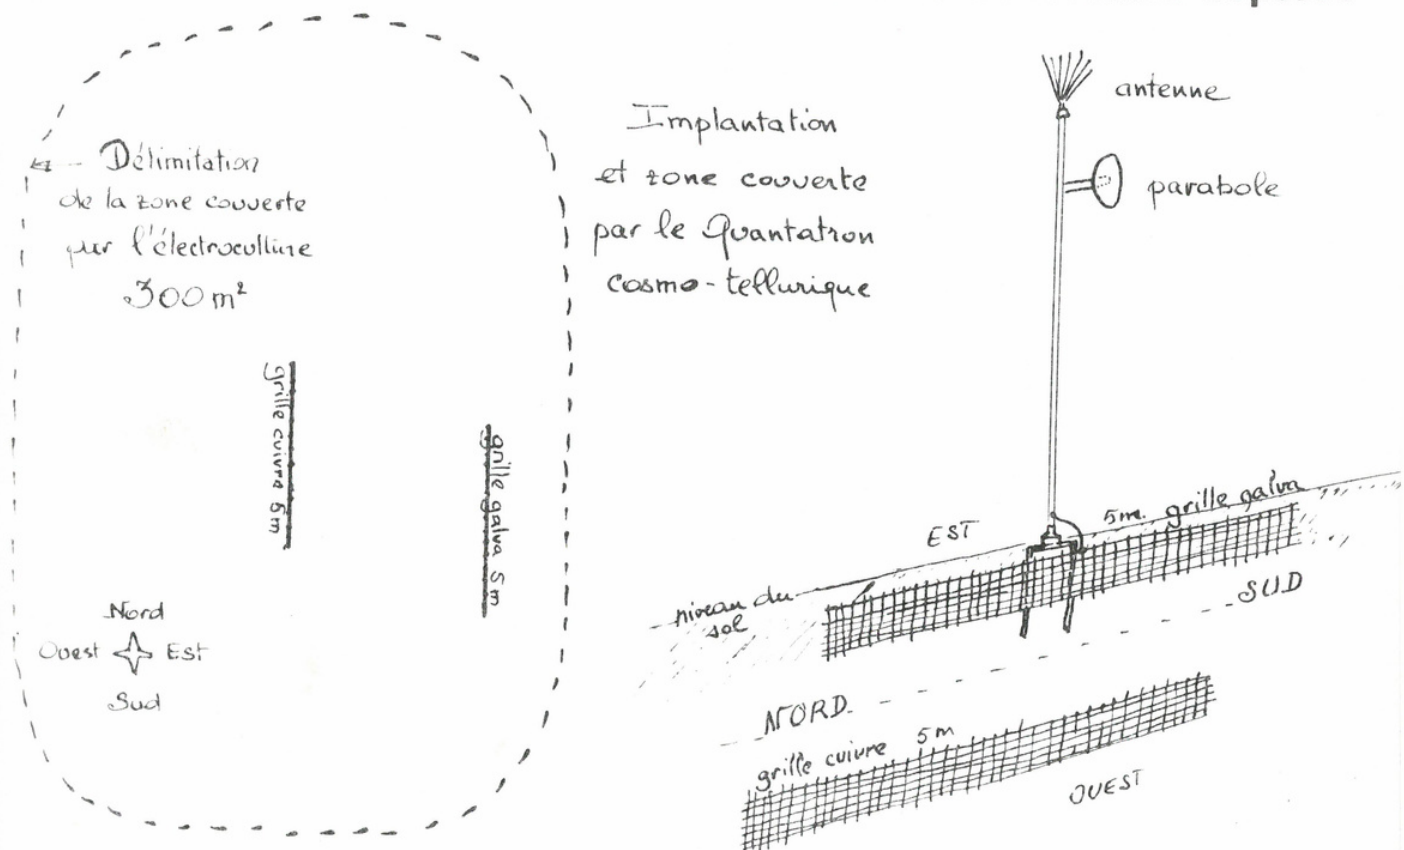 Délimitation
de la zone couverte
par l'électroculture
300 m²
grille cuivre 5m
grille galva 5m
Nord
Ouest Est
Sud
Implantation
et zone couverte
par le Quantatron
cosmo-tellurique
antenne
parabole
EST
5m. grille galva
niveau du
sol
SUD
NORD
grille cuivre 5m
OUEST